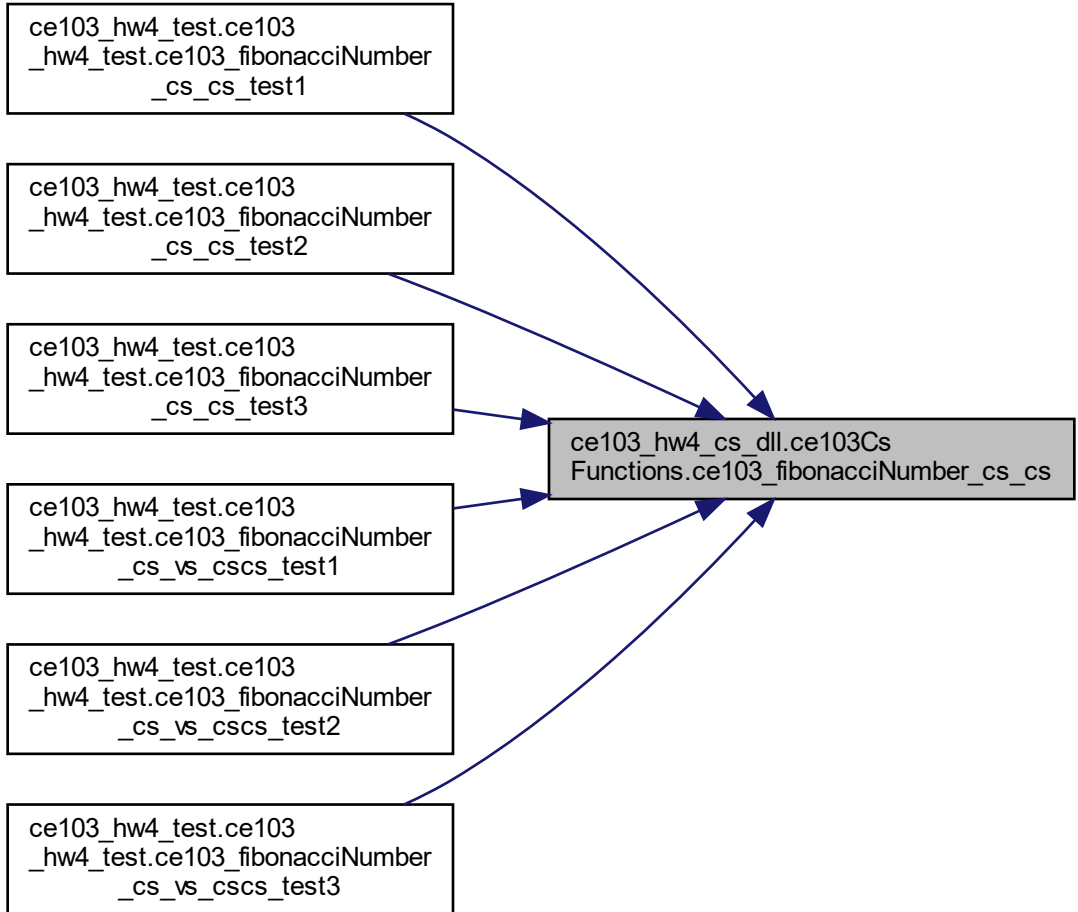 ce103_hw4_test.ce103
_hw4_test.ce103_fibonacciNumber
_cs_cs_test1
ce103_hw4_test.ce103
_hw4_test.ce103_fibonacciNumber
_cs_cs_test2
ce103_hw4_test.ce103
_hw4_test.ce103_fibonacciNumber
_cs_cs_test3
ce103_hw4_cs_dll.ce103Cs
Functions.ce103_fibonacciNumber_cs_cs
ce103_hw4_test.ce103
_hw4_test.ce103_fibonacciNumber
_cs_vs_cscs_test1
ce103_hw4_test.ce103
_hw4_test.ce103_fibonacciNumber
_cs_vs_cscs_test2
ce103_hw4_test.ce103
_hw4_test.ce103_fibonacciNumber
_cs_vs_cscs_test3